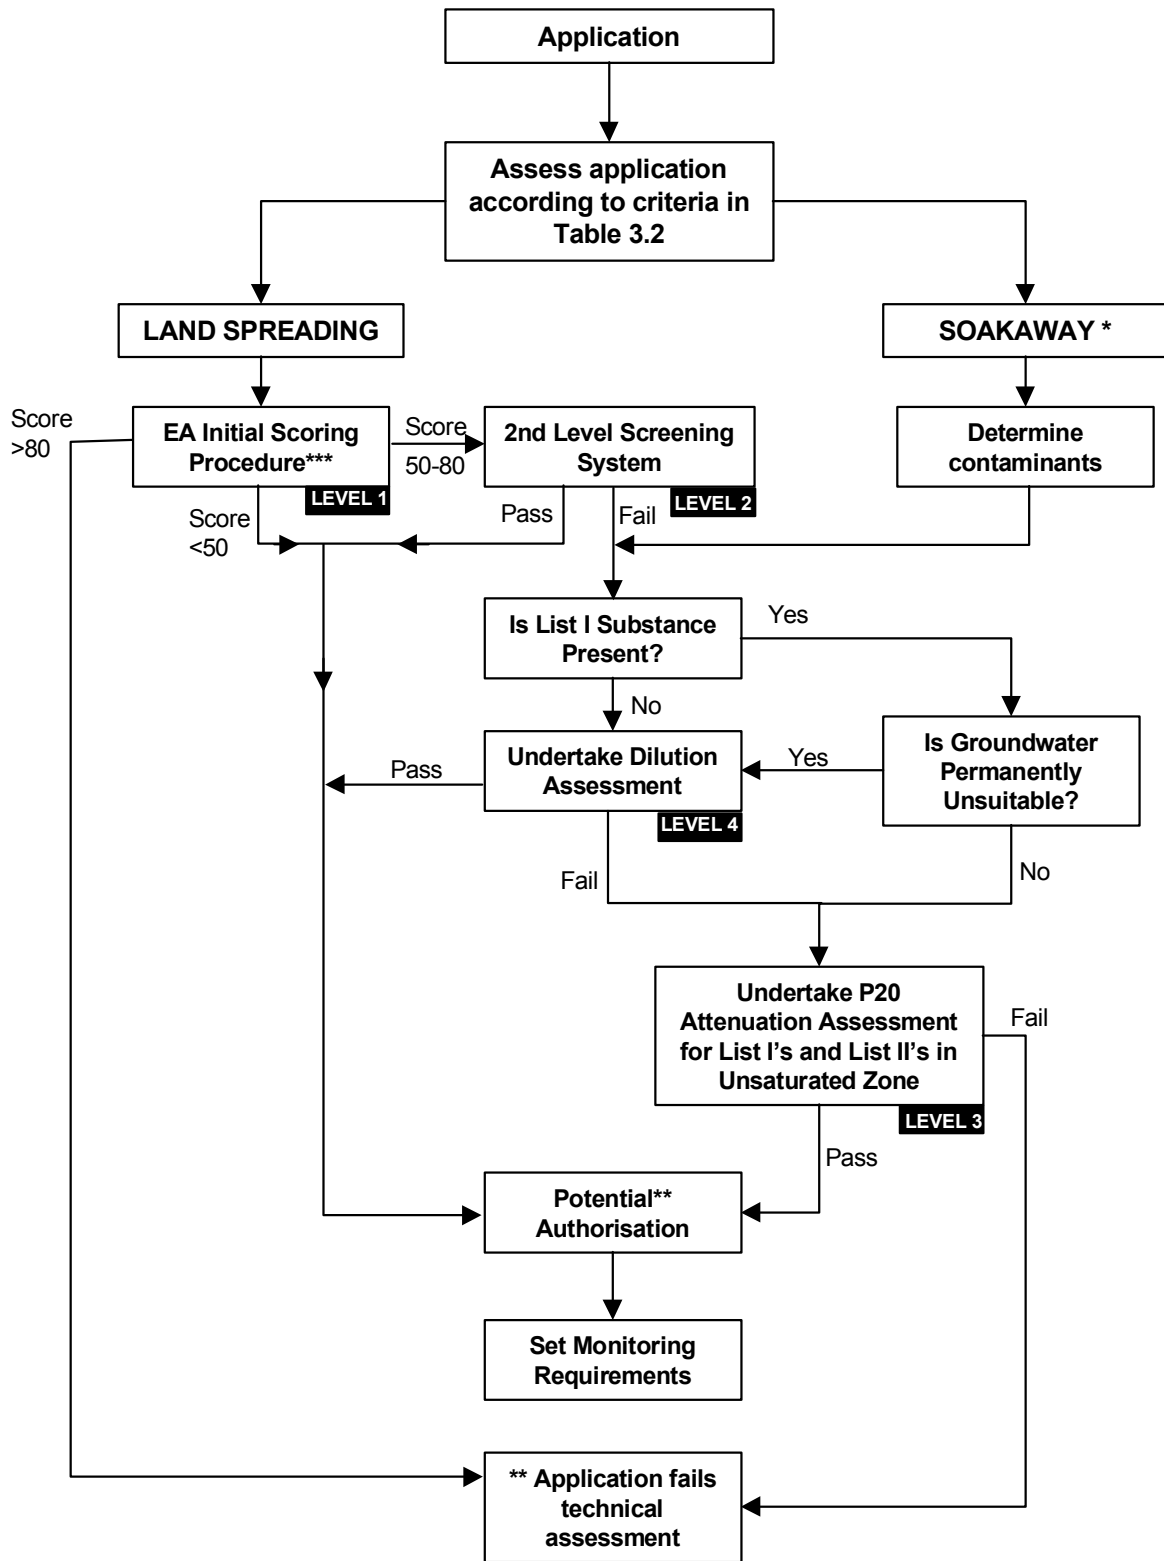 Application
Assess application
according to criteria in
Table 3.2
LAND SPREADING
SOAKAWAY *
Score
>80
EA Initial Scoring
Procedure***
LEVEL 1
Score
50-80
2nd Level Screening
System
LEVEL 2
Determine
contaminants
Score
<50
Pass
Fail
Is List I Substance
Present?
Yes
No
Undertake Dilution
Assessment
LEVEL 4
Pass
Yes
Is Groundwater
Permanently
Unsuitable?
Fail
No
Undertake P20
Attenuation Assessment
for List I’s and List II’s in
Unsaturated Zone
LEVEL 3
Fail
Pass
Potential**
Authorisation
Set Monitoring
Requirements
** Application fails
technical
assessment